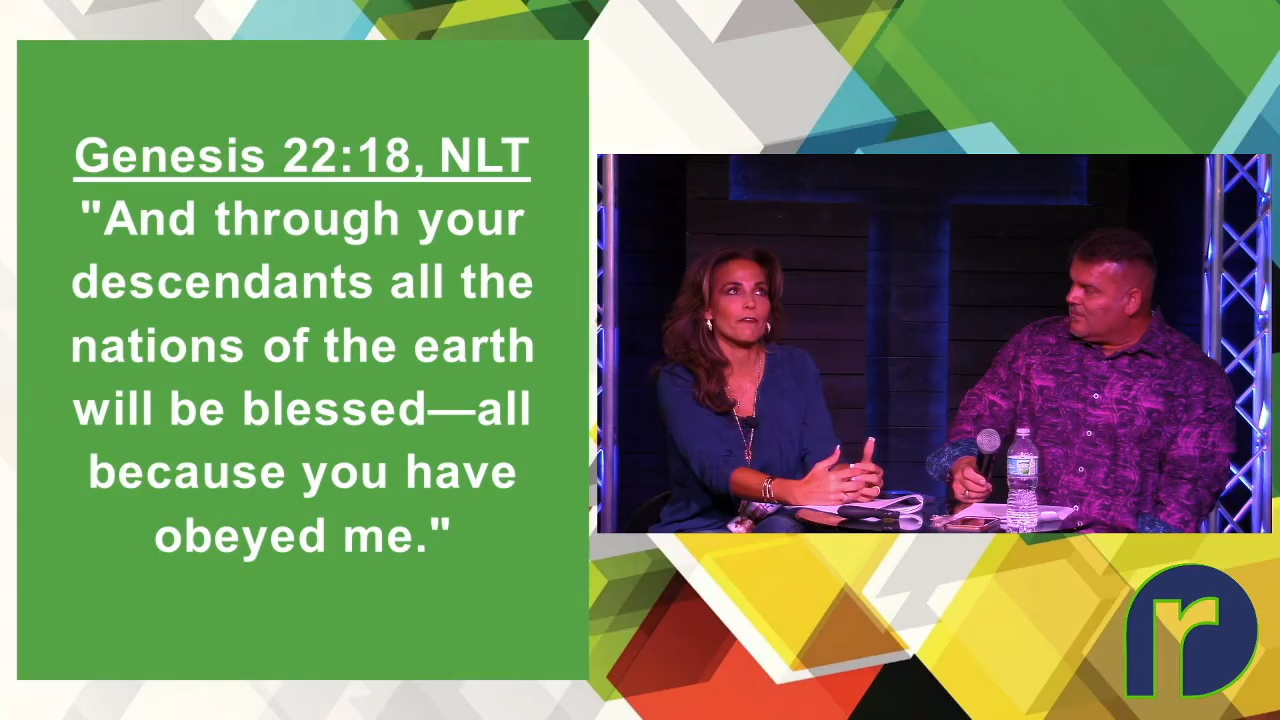 Genesis 22:18, NLT
"And through your
descendants all the
nations of the earth
will be blessed—all
because you have
obeyed me."
r